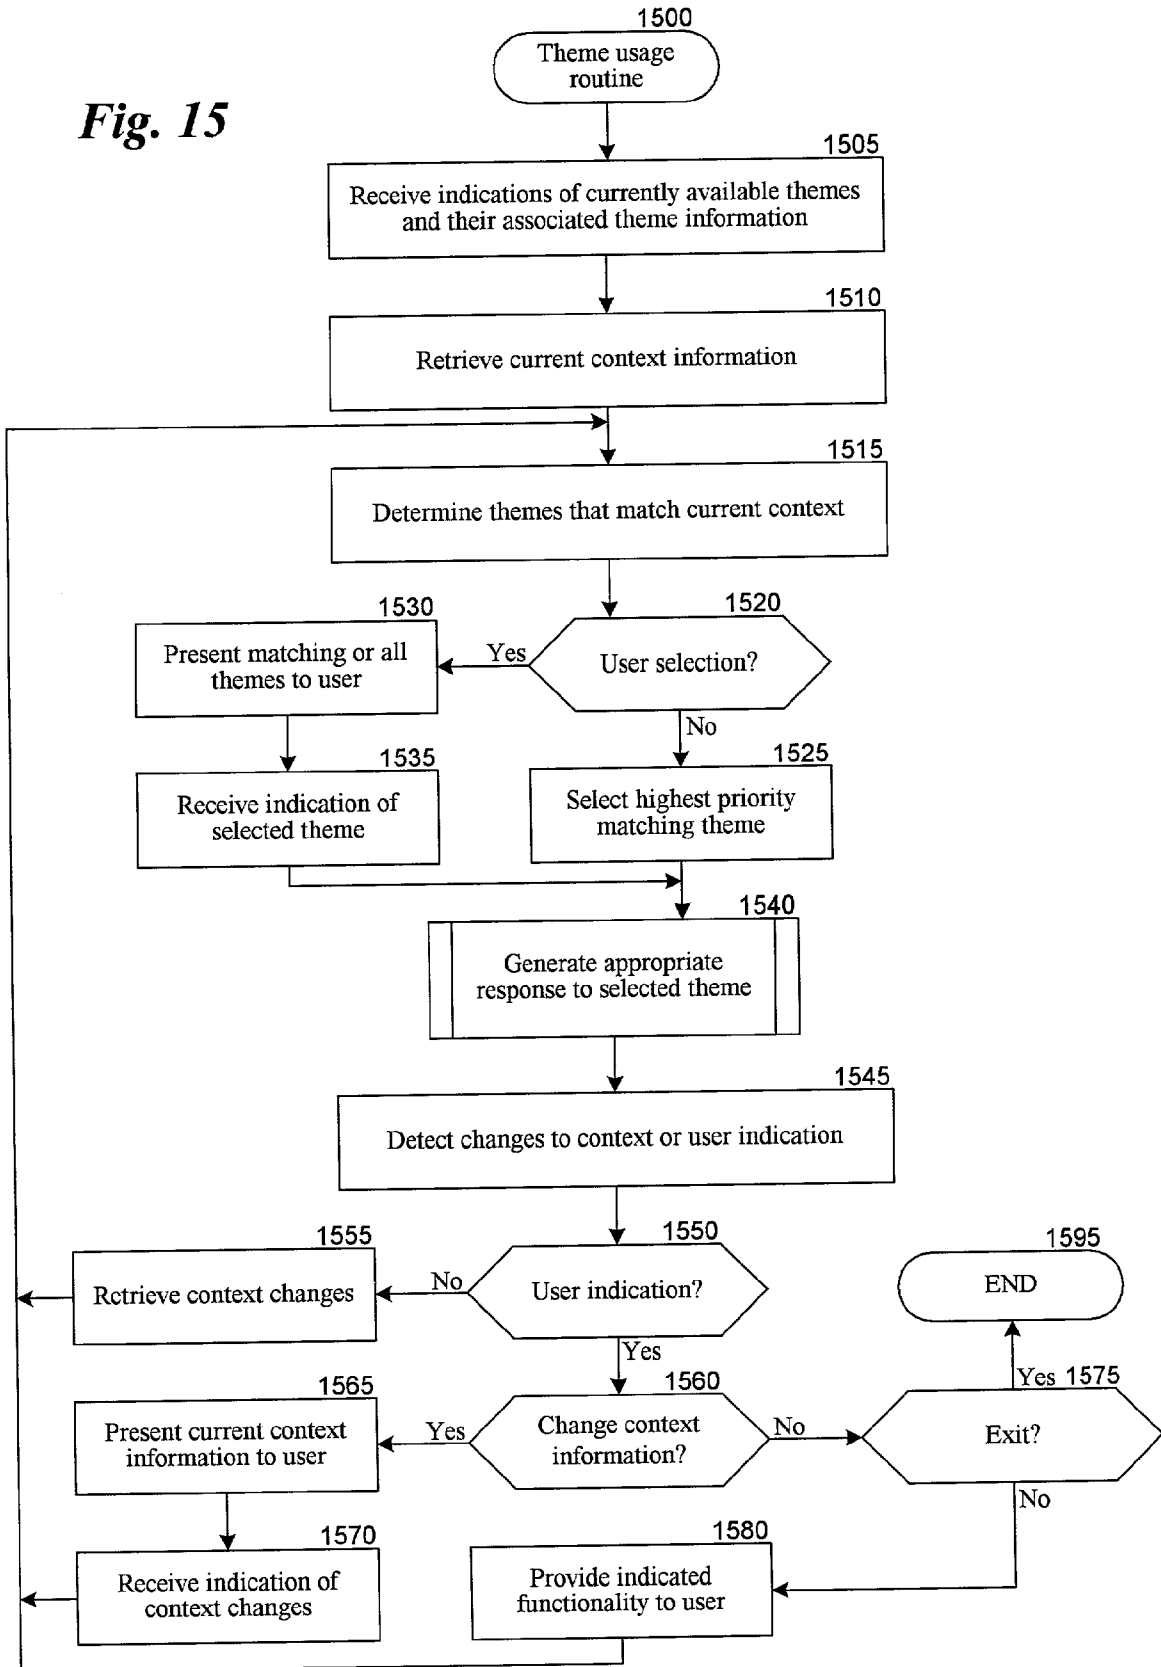 1500
Theme usage
routine
Fig. 15
1505
Receive indications of currently available themes
and their associated theme information
1510
Retrieve current context information
1515
Determine themes that match current context
1530
1520
Present matching or all
themes to user
Yes
User selection?
No
1535
1525
Receive indication of
selected theme
Select highest priority
matching theme
1540
Generate appropriate
response to selected theme
1545
Detect changes to context or user indication
1555
1550
1595
Retrieve context changes
No
User indication?
END
Yes
1565
1560
Yes 1575
Present current context
information to user
Yes
Change context
information?
No
Exit?
No
1570
1580
Receive indication of
context changes
Provide indicated
functionality to user